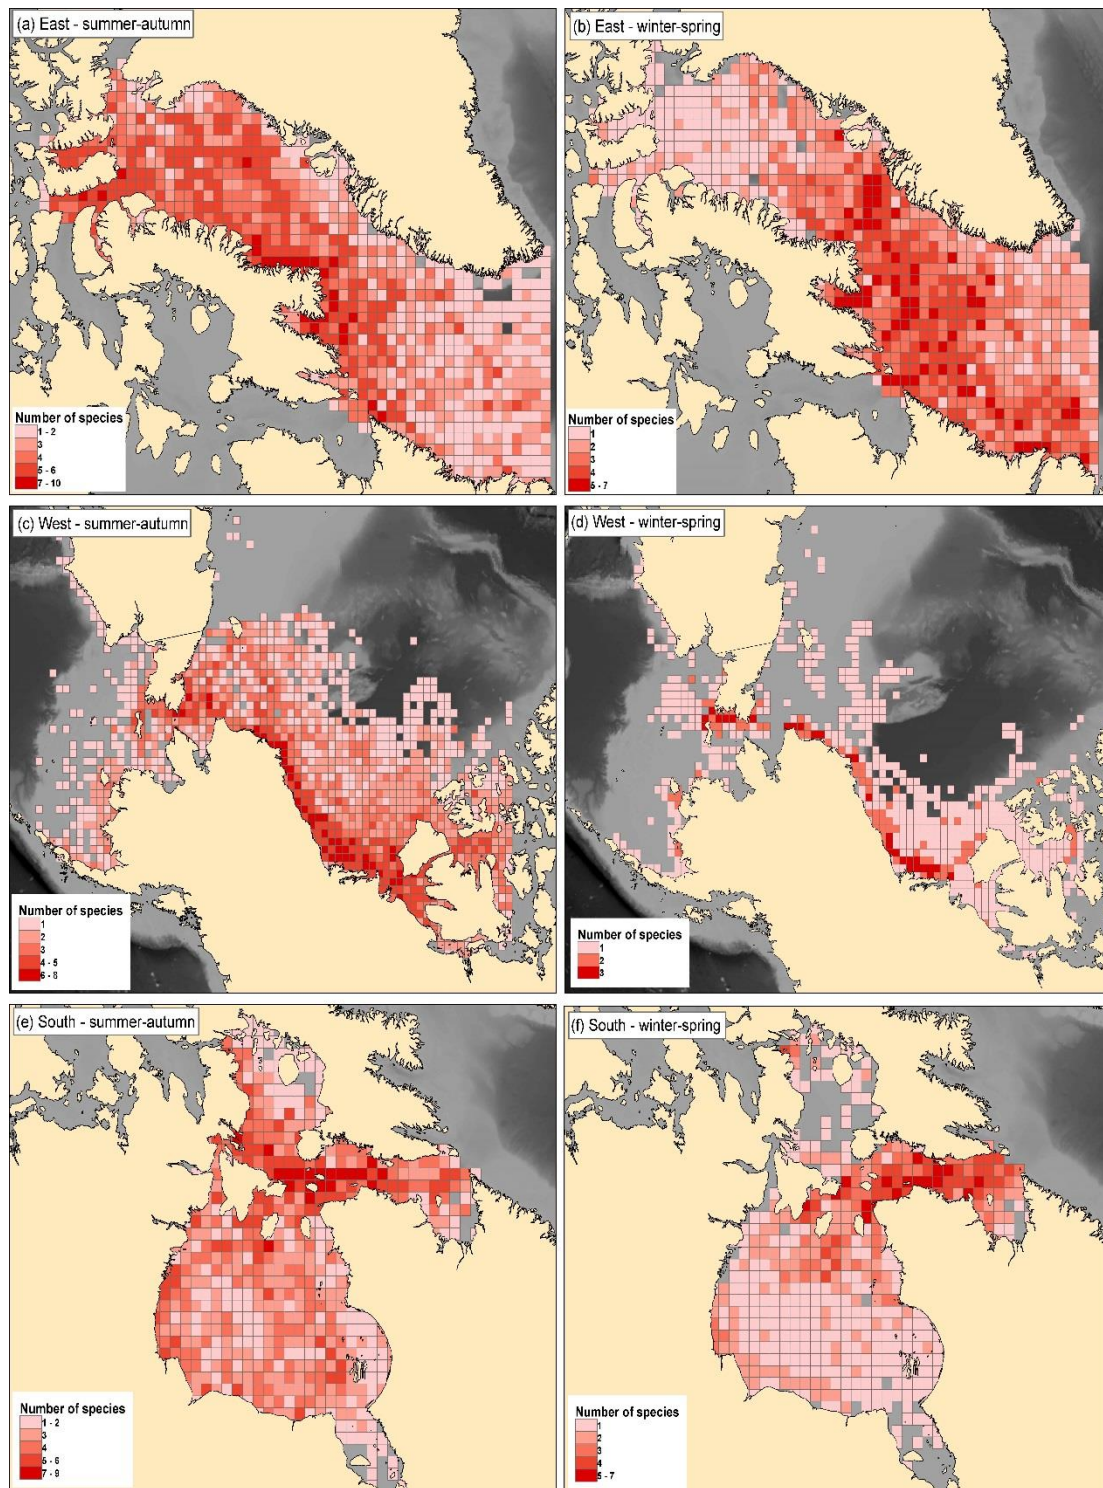 (a) East - summer-autumn
Number of species
1 - 2
3
4
5 - 6
7 - 10
(b) East - winter-spring
Number of species
1
2
3
4
5 - 7
(c) West - summer-autumn
Number of species
1
2
3
4 - 5
6 - 8
(d) West - winter-spring
Number of species
1
2
3
(e) South - summer-autumn
Number of species
1 - 2
3
4
5 - 6
7 - 9
(f) South - winter-spring
Number of species
1
2
3
4
5 - 7